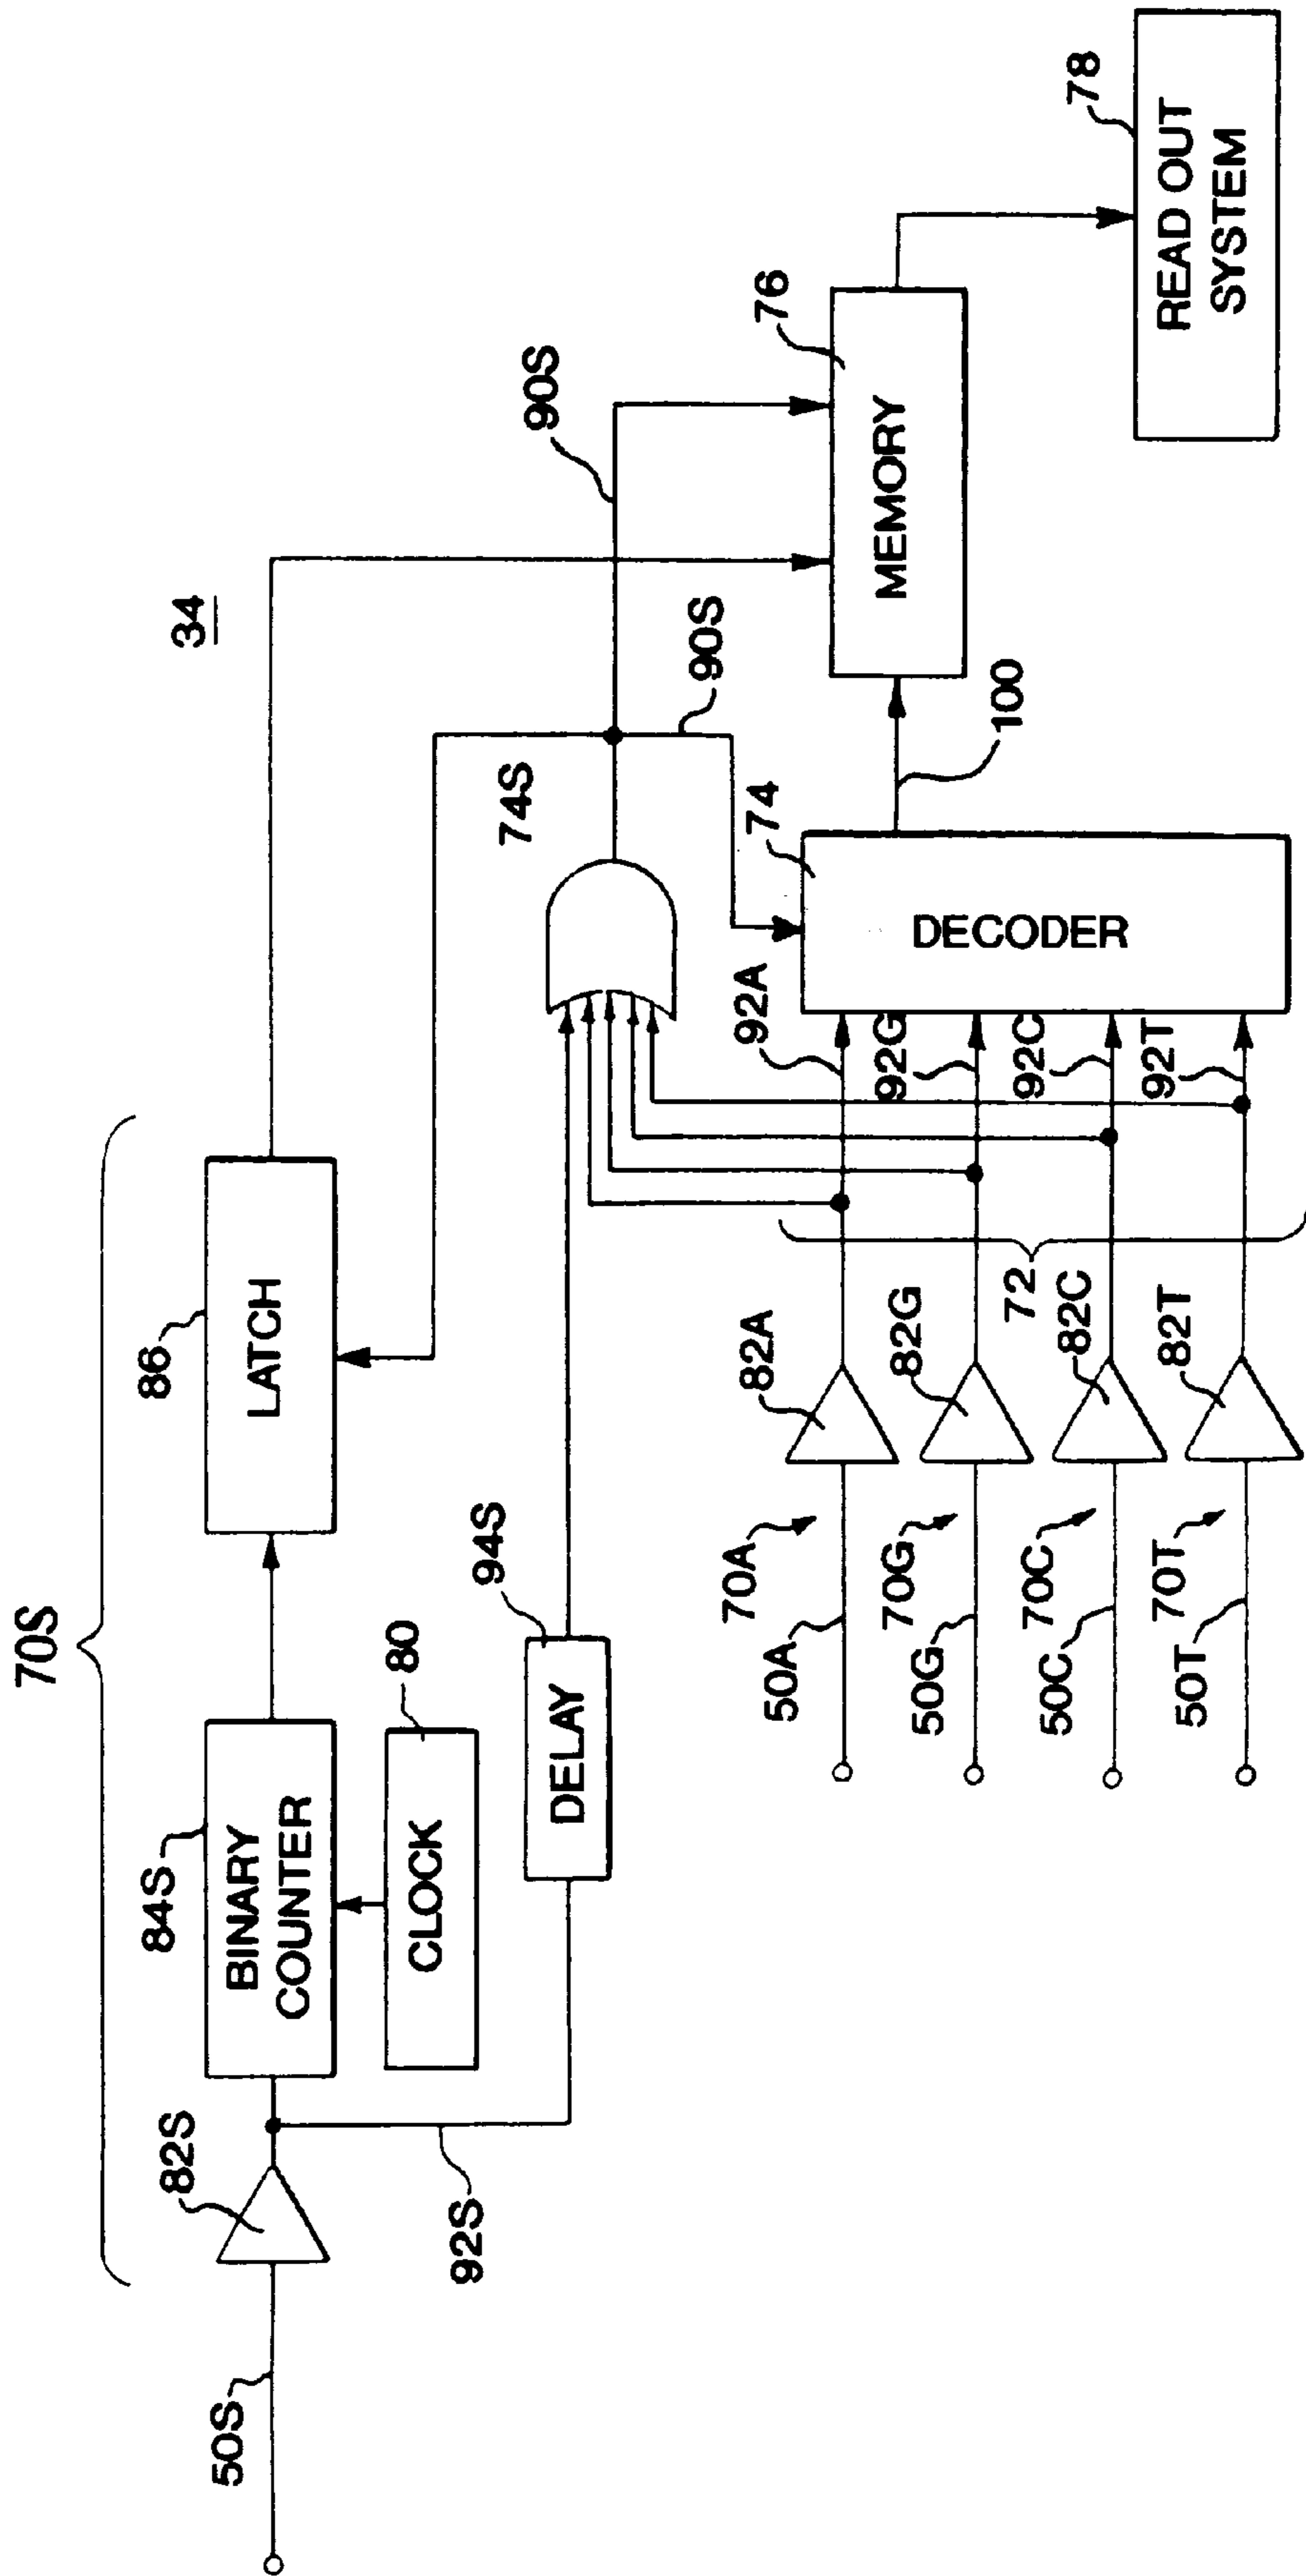 70S
50S
82S
92S
84S
BINARY
COUNTER
80
CLOCK
86
LATCH
94S
DELAY
34
74S
90S
90S
50A
70A
82A
92A
50G
70G
82G
92G
50C
70C
82C
92C
50T
70T
82T
92T
72
74
DECODER
100
76
MEMORY
78
READ OUT
SYSTEM